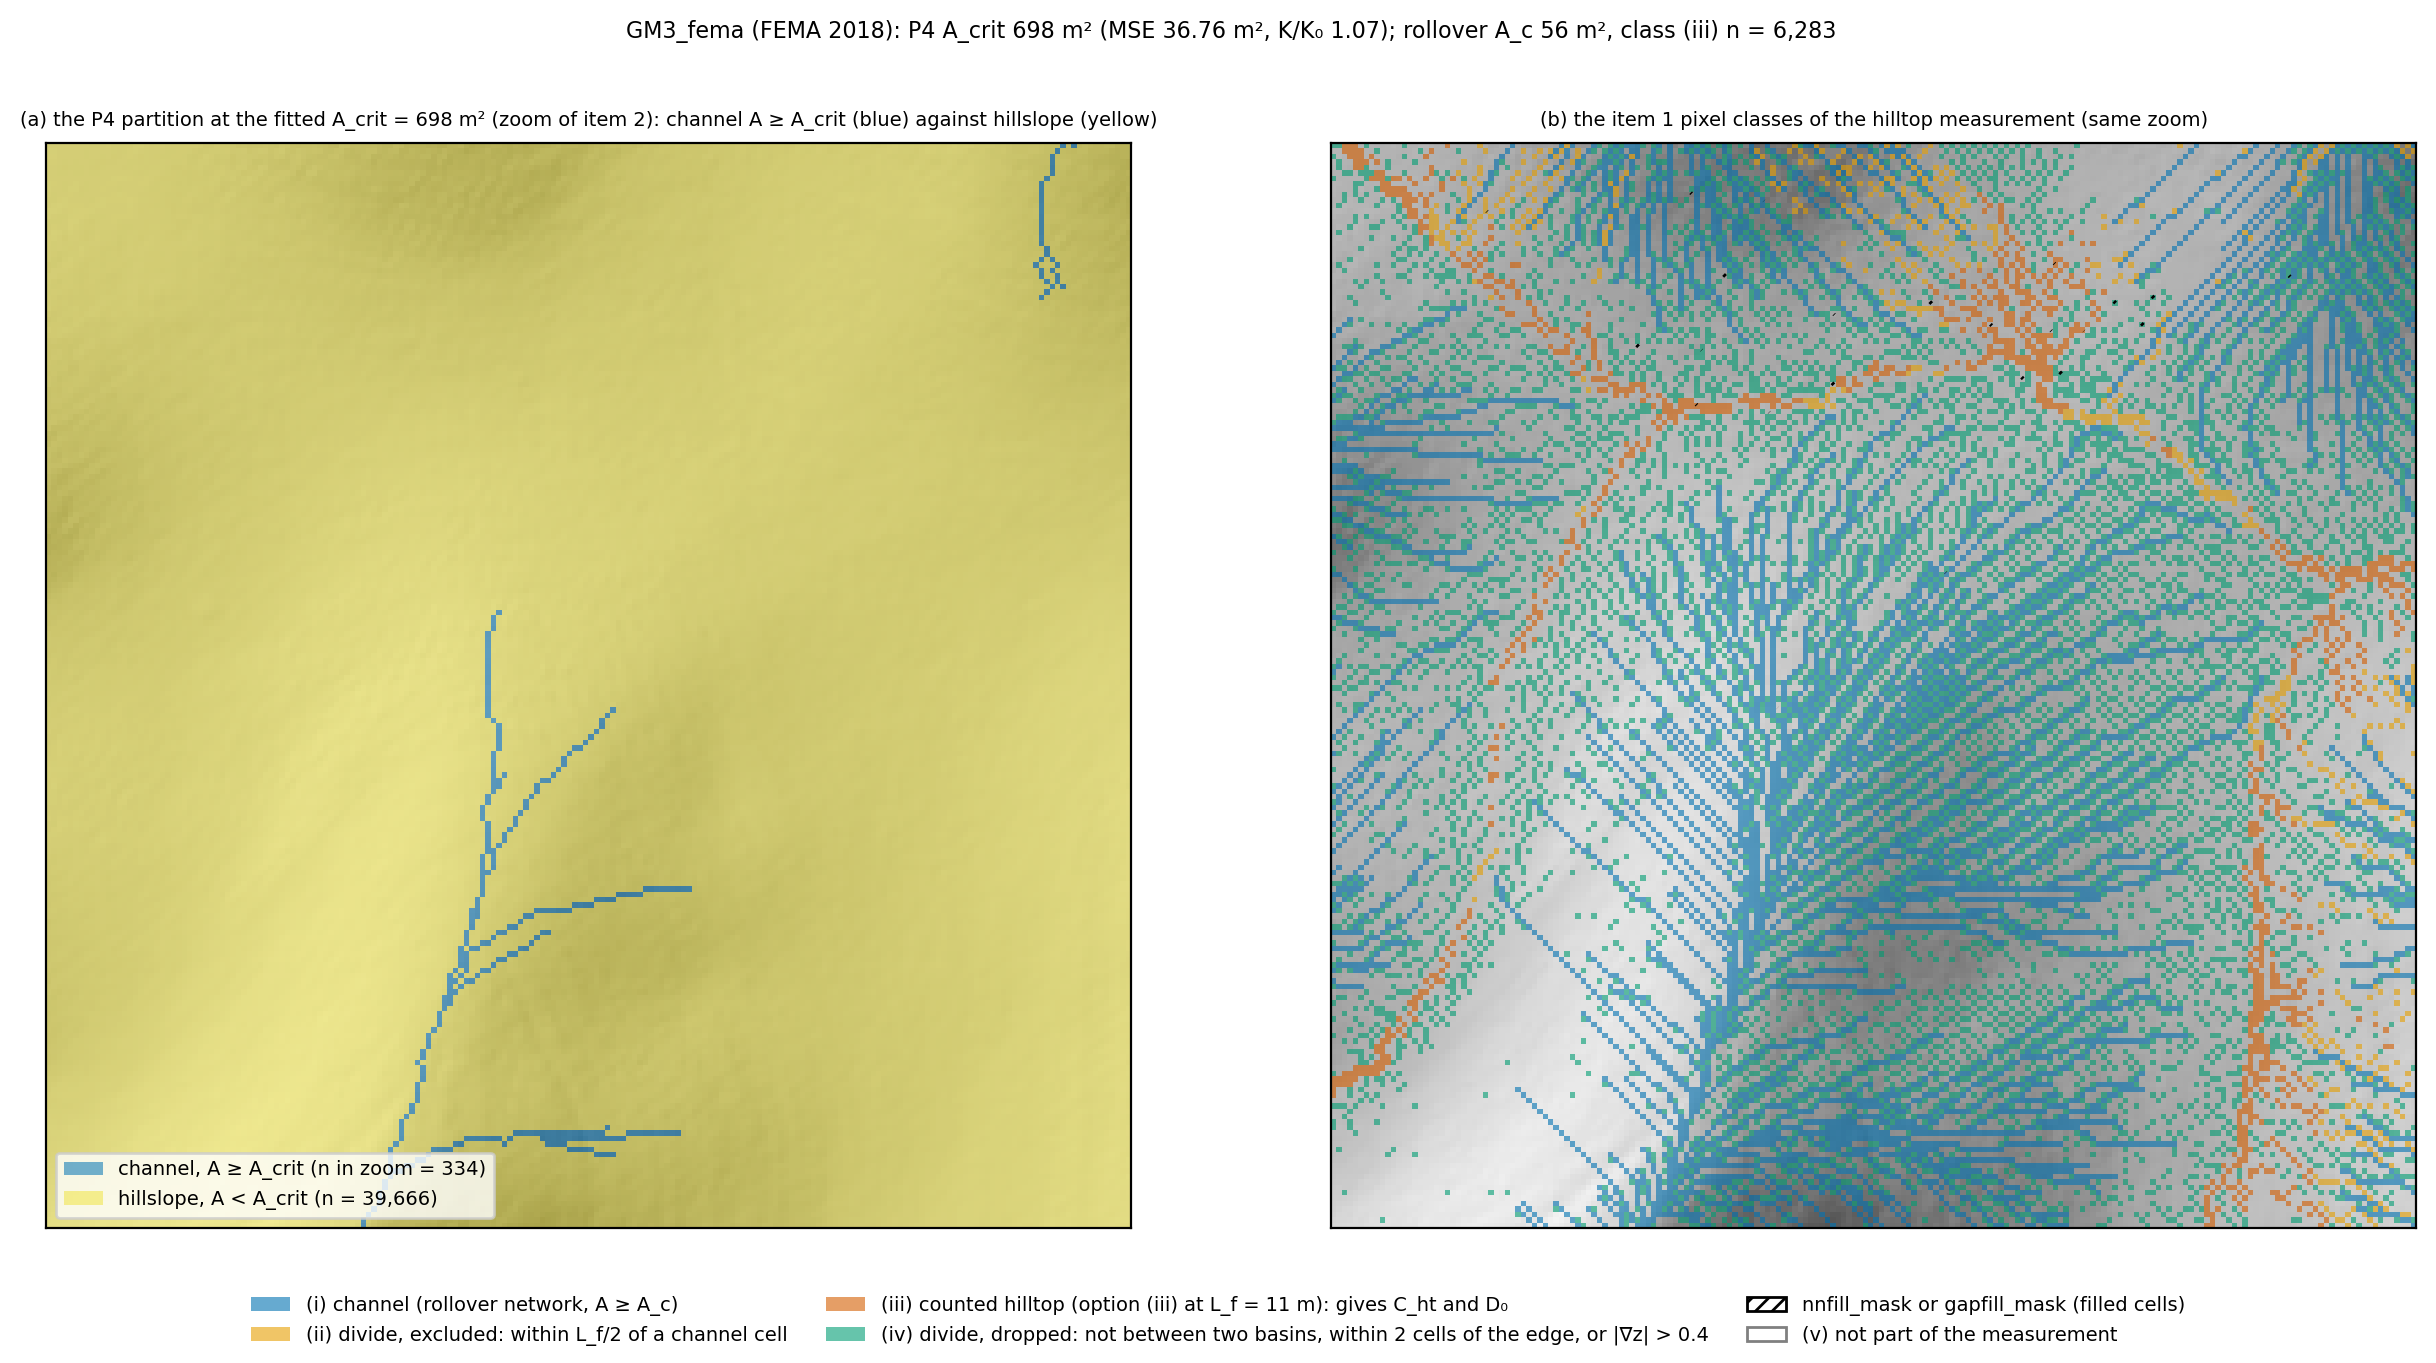 GM3_fema (FEMA 2018): P4 A_crit 698 m² (MSE 36.76 m², K/K₀ 1.07); rollover A_c 56 m², class (iii) n = 6,283
(a) the P4 partition at the fitted A_crit = 698 m² (zoom of item 2): channel A ≥ A_crit (blue) against hillslope (yellow)
(b) the item 1 pixel classes of the hilltop measurement (same zoom)
channel, A ≥ A_crit (n in zoom = 334)
hillslope, A < A_crit (n = 39,666)
(i) channel (rollover network, A ≥ A_c)
(ii) divide, excluded: within L_f/2 of a channel cell
(iii) counted hilltop (option (iii) at L_f = 11 m): gives C_ht and D₀
(iv) divide, dropped: not between two basins, within 2 cells of the edge, or |∇z| > 0.4
nnfill_mask or gapfill_mask (filled cells)
(v) not part of the measurement